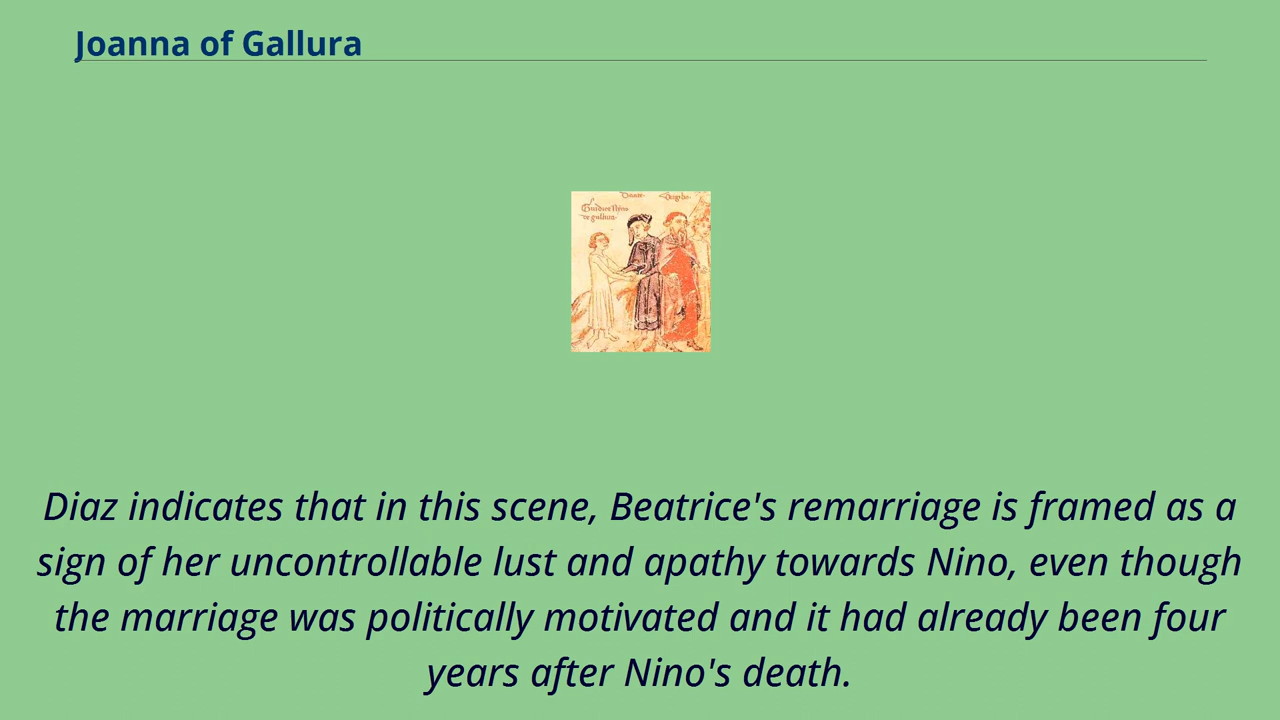 Joanna of Gallura
Diaz indicates that in this scene, Beatrice's remarriage is framed as a
sign of her uncontrollable lust and apathy towards Nino, even though
the marriage was politically motivated and it had already been four
years after Nino's death.